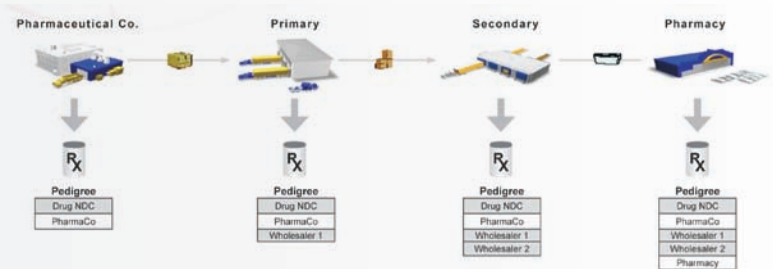 Pharmaceutical Co.
Primary
Secondary
Pharmacy
Rx
Rx
Rx
Rx
Pedigree
Drug NDC
PharmaCo
Pedigree
Drug NDC
PharmaCo
Wholesaler 1
Pedigree
Drug NDC
PharmaCo
Wholesaler 1
Wholesaler 2
Pedigree
Drug NDC
PharmaCo
Wholesaler 1
Wholesaler 2
Pharmacy